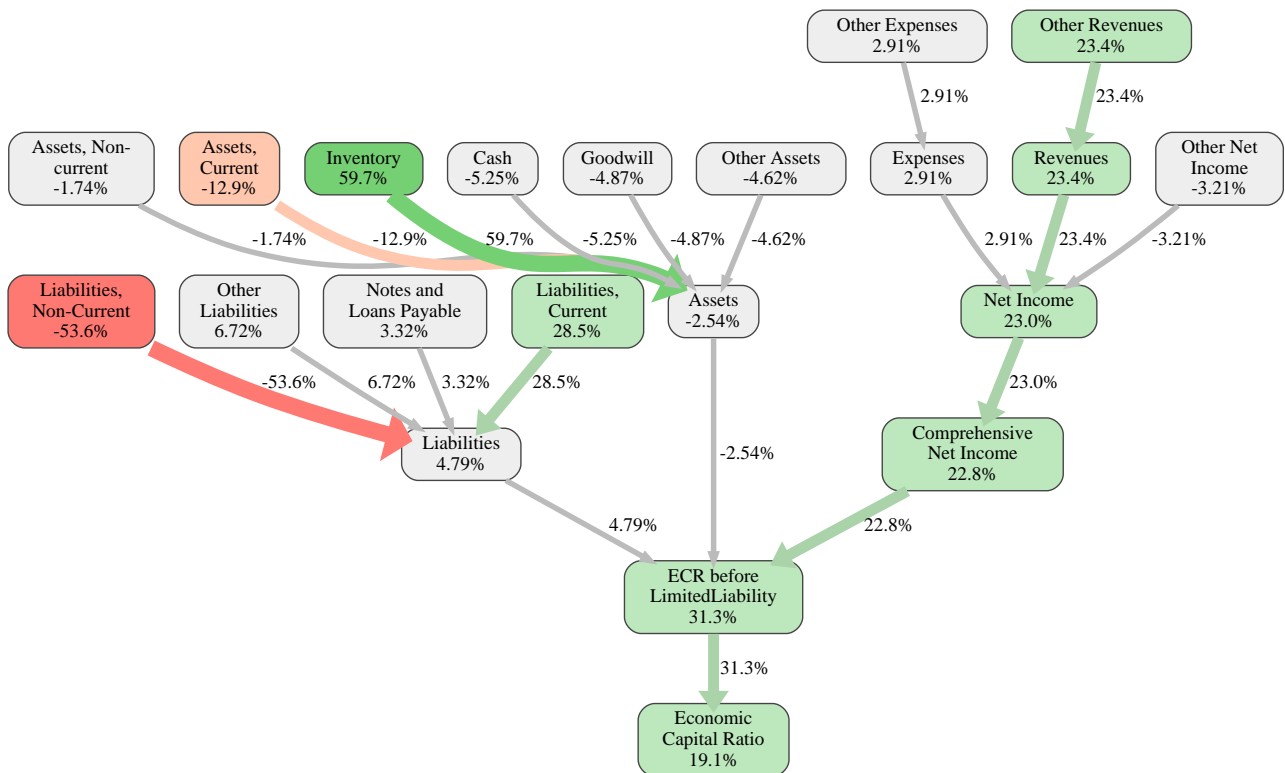 Other Expenses
2.91%
Other Revenues
23.4%
2.91%
23.4%
Assets, Non-
current
-1.74%
Assets,
Current
-12.9%
Inventory
59.7%
Cash
-5.25%
Goodwill
-4.87%
Other Assets
-4.62%
Expenses
2.91%
Revenues
23.4%
Other Net
Income
-3.21%
-1.74%
-12.9%
59.7%
-5.25%
-4.87%
-4.62%
2.91%
23.4%
-3.21%
Liabilities,
Non-Current
-53.6%
Other
Liabilities
6.72%
Notes and
Loans Payable
3.32%
Liabilities,
Current
28.5%
Assets
-2.54%
Net Income
23.0%
-53.6%
6.72%
3.32%
28.5%
23.0%
Liabilities
4.79%
-2.54%
Comprehensive
Net Income
22.8%
4.79%
22.8%
ECR before
LimitedLiability
31.3%
31.3%
Economic
Capital Ratio
19.1%